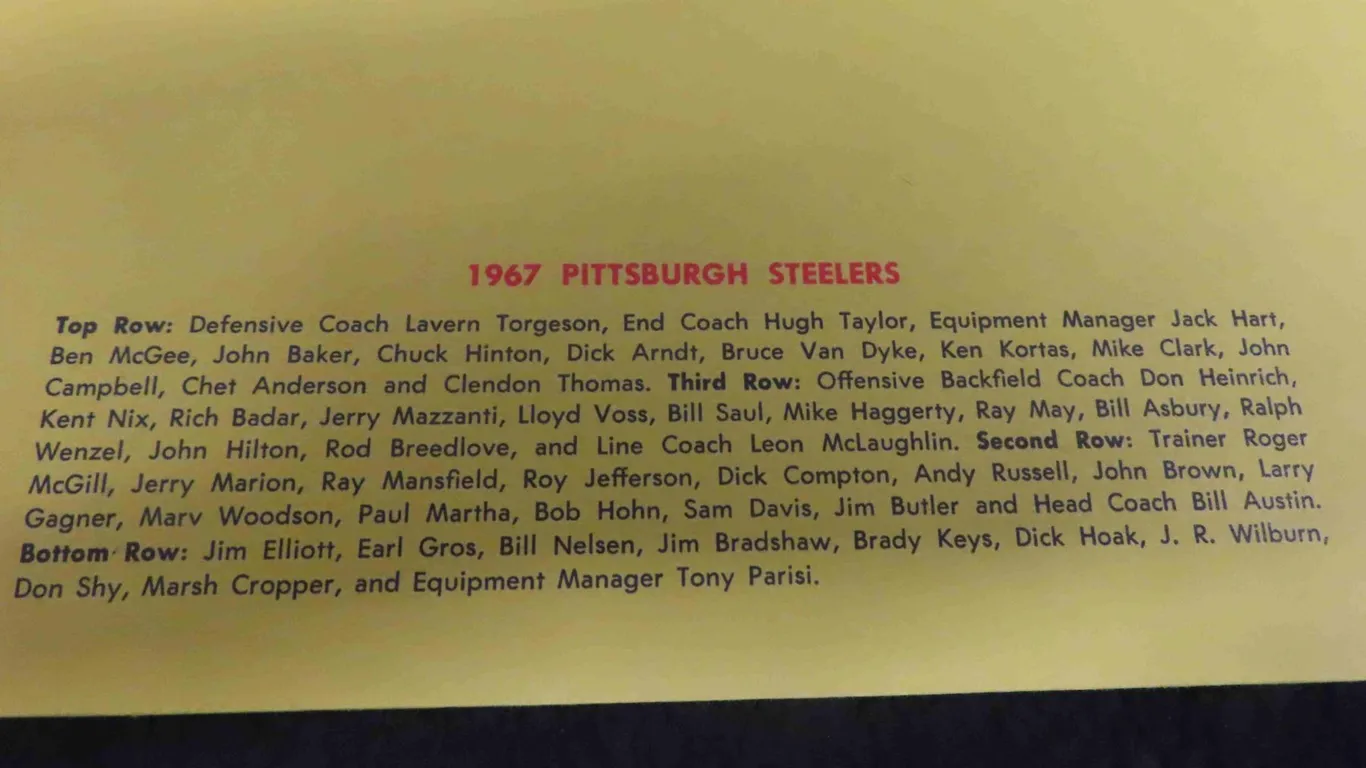 1967 PITTSBURGH STEELERS
Top Row: Defensive Coach Lavern Torgeson, End Coach Hugh Taylor, Equipment Manager Jack Hart,
Ben McGee, John Baker, Chuck Hinton, Dick Arndt, Bruce Van Dyke, Ken Kortas, Mike Clark, John
Campbell, Chet Anderson and Clendon Thomas. Third Row: Offensive Backfield Coach Don Heinrich,
Kent Nix, Rich Badar, Jerry Mazzanti, Lloyd Voss, Bill Saul, Mike Haggerty, Ray May, Bill Asbury, Ralph
Wenzel, John Hilton, Rod Breedlove, and Line Coach Leon McLaughlin. Second Row: Trainer Roger
McGill, Jerry Marion, Ray Mansfield, Roy Jefferson, Dick Compton, Andy Russell, John Brown, Larry
Gagner, Marv Woodson, Paul Martha, Bob Hohn, Sam Davis, Jim Butler and Head Coach Bill Austin.
Bottom Row: Jim Elliott, Earl Gros, Bill Nelsen, Jim Bradshaw, Brady Keys, Dick Hoak, J. R. Wilburn,
Don Shy, Marsh Cropper, and Equipment Manager Tony Parisi.